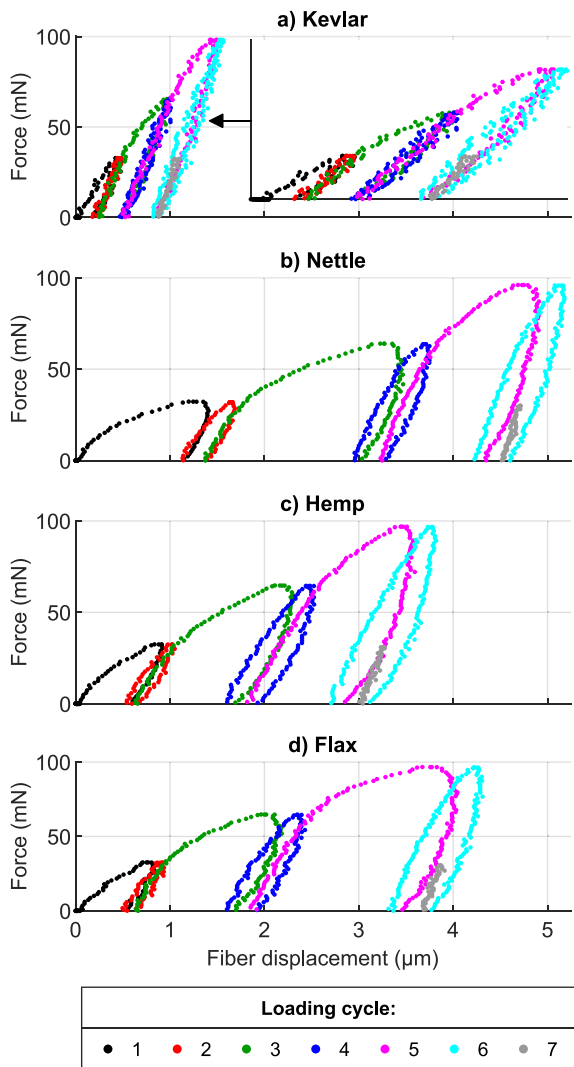 a) Kevlar
100
50
0
Force (mN)
b) Nettle
100
50
0
Force (mN)
c) Hemp
100
50
0
Force (mN)
d) Flax
100
50
0
Force (mN)
0 1 2 3 4 5
Fiber displacement (µm)
Loading cycle:
1 2 3 4 5 6 7